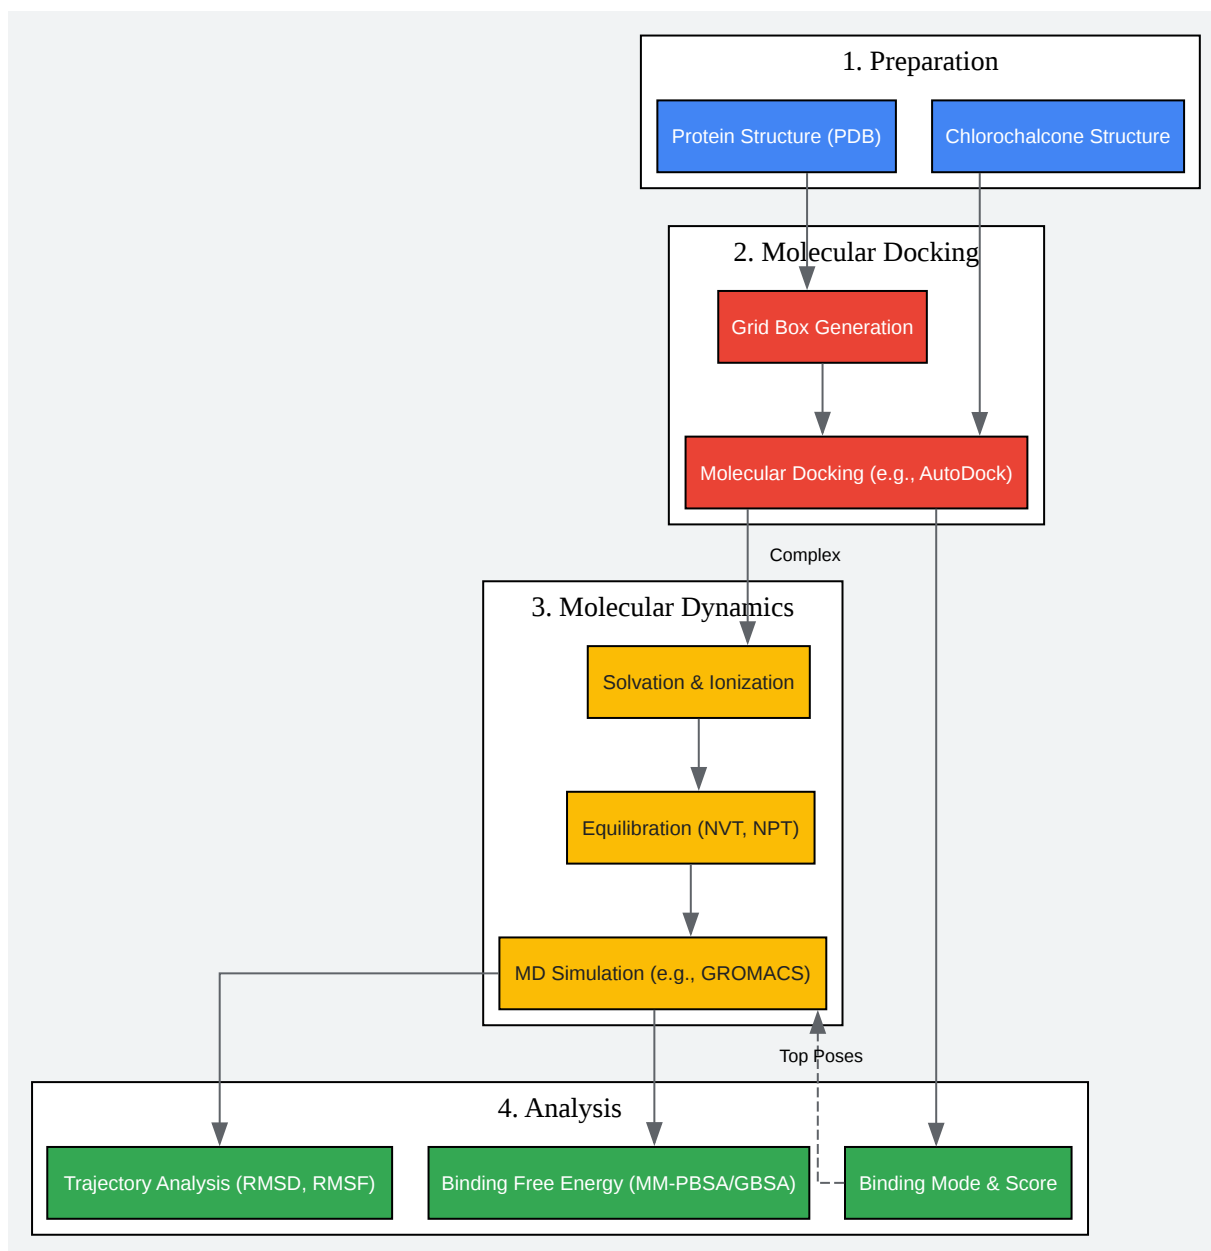 1. Preparation
Protein Structure (PDB)
Chlorochalcone Structure
2. Molecular Docking
Grid Box Generation
Molecular Docking (e.g., AutoDock)
Complex
3. Molecular Dynamics
Solvation & Ionization
Equilibration (NVT, NPT)
MD Simulation (e.g., GROMACS)
Top Poses
4. Analysis
Trajectory Analysis (RMSD, RMSF)
Binding Free Energy (MM-PBSA/GBSA)
Binding Mode & Score